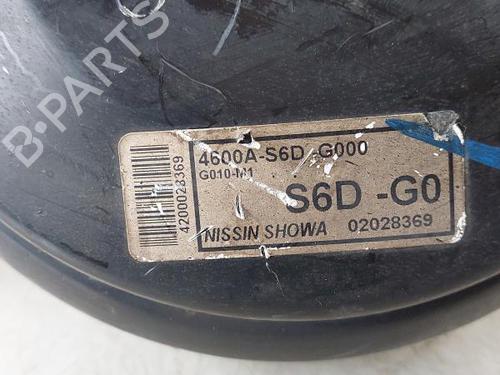 B-PARTS
4600A-S6D -G000
G010-M1
S6D -G0
NISSIN SHOWA 02028369
4200028369